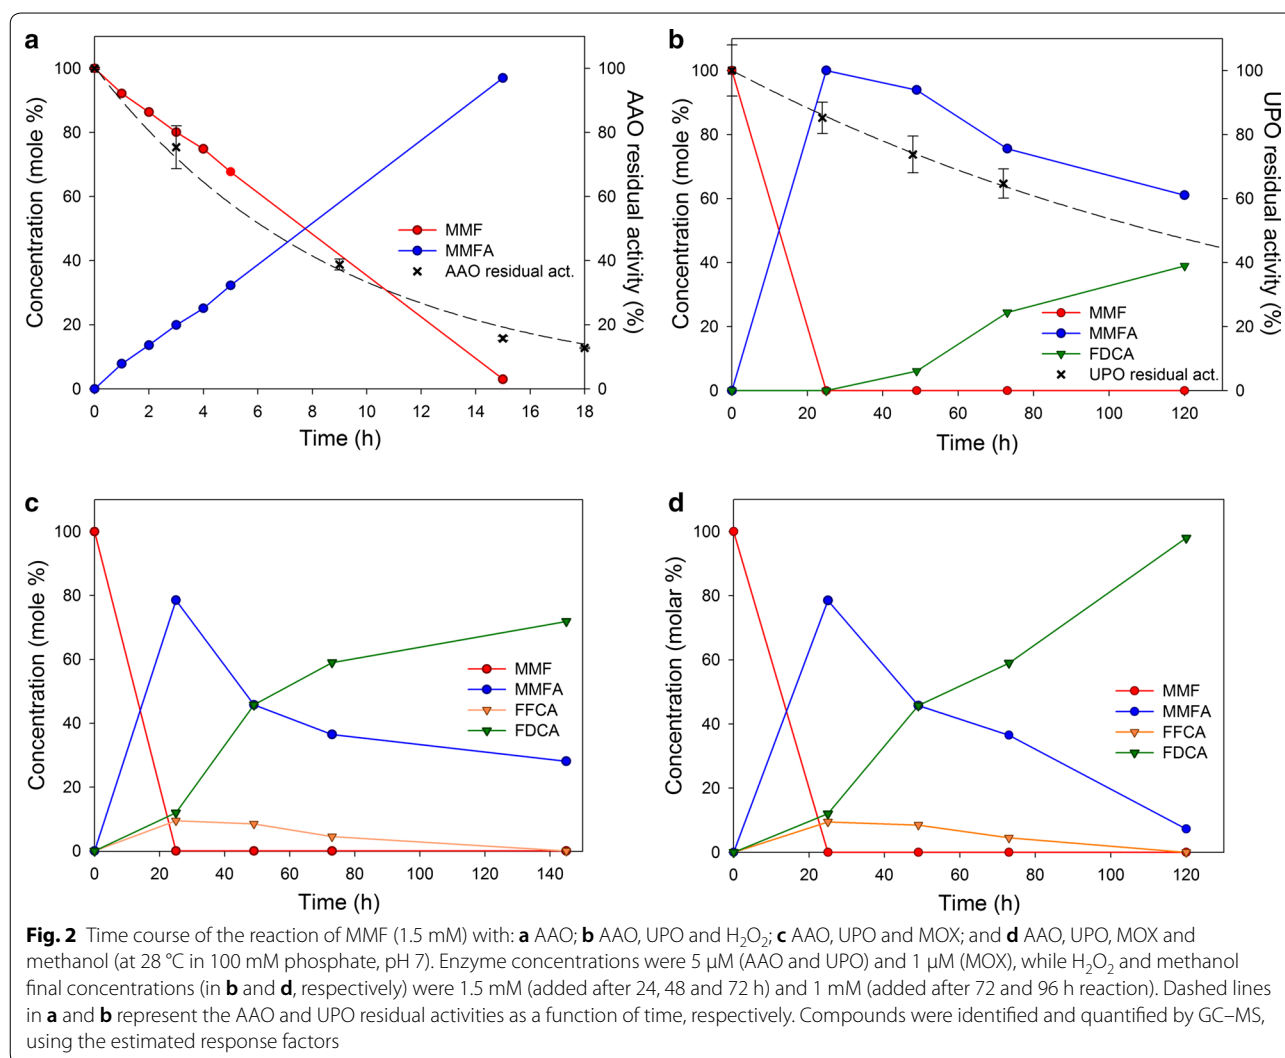 a
100
80
60
40
20
0
Concentration (mole %)
100
80
60
40
20
0
AAO residual activity (%)
MMF
MMFA
AAO residual act.
0 2 4 6 8 10 12 14 16 18
Time (h)
b
100
80
60
40
20
0
Concentration (mole %)
100
80
60
40
20
0
UPO residual activity (%)
MMF
MMFA
FDCA
UPO residual act.
0 20 40 60 80 100 120
Time (h)
c
100
80
60
40
20
0
Concentration (mole %)
MMF
MMFA
FFCA
FDCA
0 20 40 60 80 100 120 140
Time (h)
d
100
80
60
40
20
0
Concentration (molar %)
MMF
MMFA
FFCA
FDCA
0 20 40 60 80 100 120
Time (h)
Fig. 2 Time course of the reaction of MMF (1.5 mM) with: a AAO; b AAO, UPO and H₂O₂; c AAO, UPO and MOX; and d AAO, UPO, MOX and
methanol (at 28 °C in 100 mM phosphate, pH 7). Enzyme concentrations were 5 µM (AAO and UPO) and 1 µM (MOX), while H₂O₂ and methanol
final concentrations (in b and d, respectively) were 1.5 mM (added after 24, 48 and 72 h) and 1 mM (added after 72 and 96 h reaction). Dashed lines
in a and b represent the AAO and UPO residual activities as a function of time, respectively. Compounds were identified and quantified by GC–MS,
using the estimated response factors